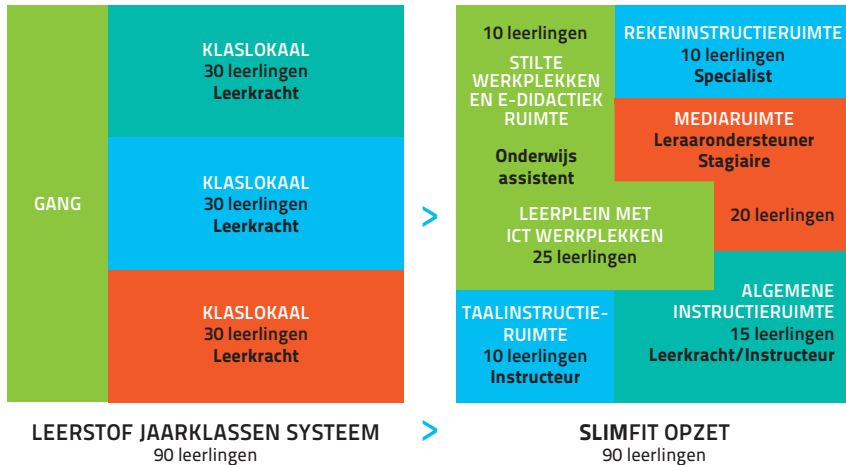 GANG
KLASLOKAAL
30 leerlingen
Leerkracht
KLASLOKAAL
30 leerlingen
Leerkracht
KLASLOKAAL
30 leerlingen
Leerkracht
LEERSTOF JAARKLASSEN SYSTEEM
90 leerlingen
>
>
10 leerlingen
STILTE
WERKPLEKKEN
EN E-DIDACTIEK
RUIMTE
Onderwijs
assistent
REKENINSTRUCTIERUIMTE
10 leerlingen
Specialist
MEDIARUIMTE
Leraarondersteuner
Stagiaire
20 leerlingen
LEERPLEIN MET
ICT WERKPLEKKEN
25 leerlingen
TAALINSTRUCTIE-
RUIMTE
10 leerlingen
Instructeur
ALGEMENE
INSTRUCTIERUIMTE
15 leerlingen
Leerkracht/Instructeur
SLIMFIT OPZET
90 leerlingen